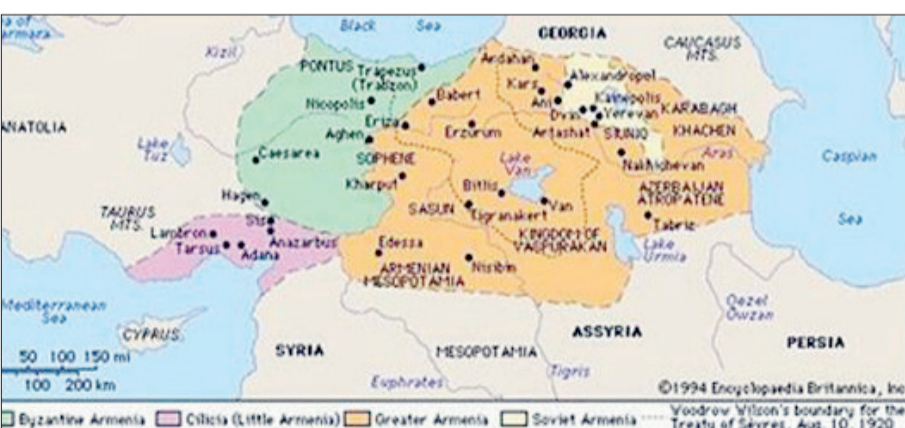 Black Sea
GEORGIA
CAUCASUS
MTS.
Kizil
PONTUS
Trapezus
(Trabzon)
Ardahan
Kars
Alexandropol
Ani
Kainepolis
Nicopolis
Babert
Dvin
Yerevan
KARABAGH
ANATOLIA
Eriza
Erzurum
Artashat
SIUNIQ
KHACHEN
Aghen
Lake
Tuz
Caesarea
SOPHENE
Lake
Van
Nakhichevan
Aras
Caspian
Sea
Kharput
Bitlis
AZERBAIJAN
ATROPATENE
Hagen
TAURUS
MTS.
Sis
SASUN
Tigranakert
Van
Tabriz
Lambron
Tarsus
Adana
Anazarbus
KINGDOM OF
VASPURAKAN
Edessa
Nisibin
Lake
Urmia
ARMENIAN
MESOPOTAMIA
Mediterranean
Sea
CYPRUS
Qezel
Owzan
ASSYRIA
PERSIA
SYRIA
MESOPOTAMIA
50 100 150 mi
100 200 km
Euphrates
Tigris
©1994 Encyclopaedia Britannica, Inc
Byzantine Armenia
Cilicia (Little Armenia)
Greater Armenia
Soviet Armenia
Woodrow Wilson's boundary for the
Treaty of Sèvres, Aug. 10, 1920